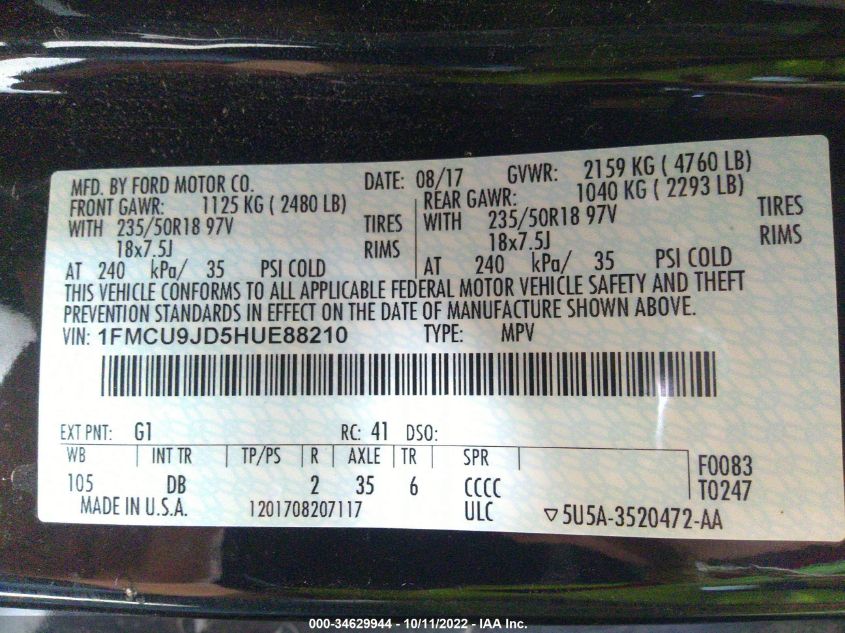 MFD. BY FORD MOTOR CO. DATE: 08/17 GVWR: 2159 KG ( 4760 LB)
FRONT GAWR: 1125 KG ( 2480 LB) REAR GAWR: 1040 KG ( 2293 LB)
WITH 235/50R18 97V TIRES WITH 235/50R18 97V TIRES
18x7.5J RIMS 18x7.5J RIMS
AT 240 kPa/ 35 PSI COLD AT 240 kPa/ 35 PSI COLD
THIS VEHICLE CONFORMS TO ALL APPLICABLE FEDERAL MOTOR VEHICLE SAFETY AND THEFT
PREVENTION STANDARDS IN EFFECT ON THE DATE OF MANUFACTURE SHOWN ABOVE.
VIN: 1FMCU9JD5HUE88210 TYPE: MPV
EXT PNT: G1 RC: 41 DSO:
WB INT TR TP/PS R AXLE TR SPR F0083
105 DB 2 35 6 CCCC T0247
MADE IN U.S.A. 1201708207117 ULC ▽5U5A-3520472-AA
000-34629944 - 10/11/2022 - IAA Inc.